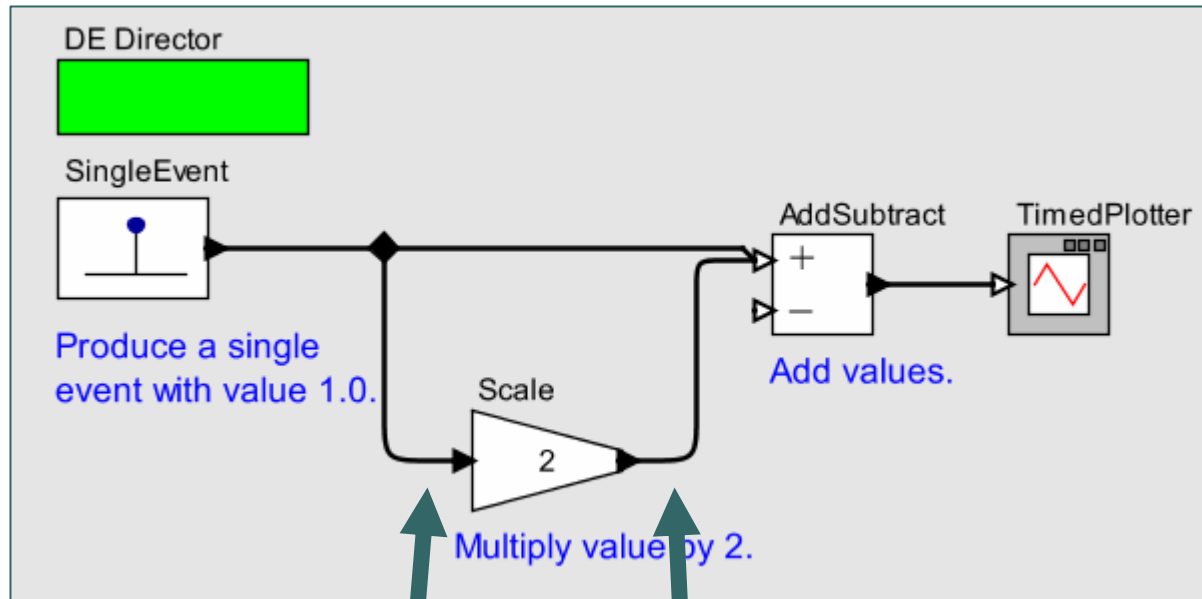 DE Director
SingleEvent
AddSubtract
TimedPlotter
+
−
Produce a single
event with value 1.0.
Add values.
Scale
2
Multiply value by 2.